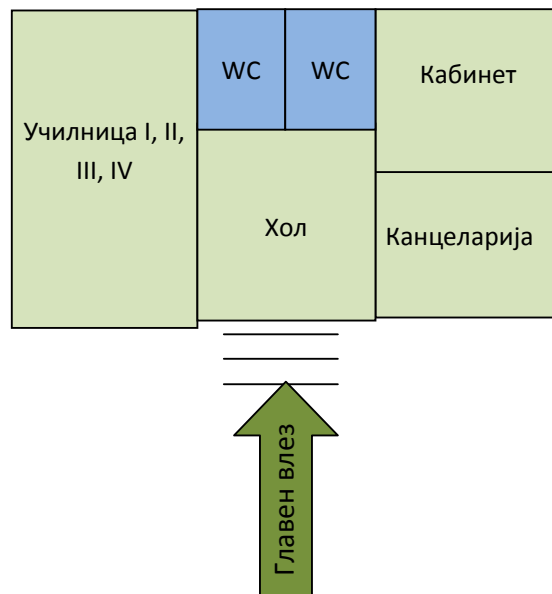 WC
WC
Кабинет
Училница I, II,
III, IV
Хол
Канцеларија
Главен влез